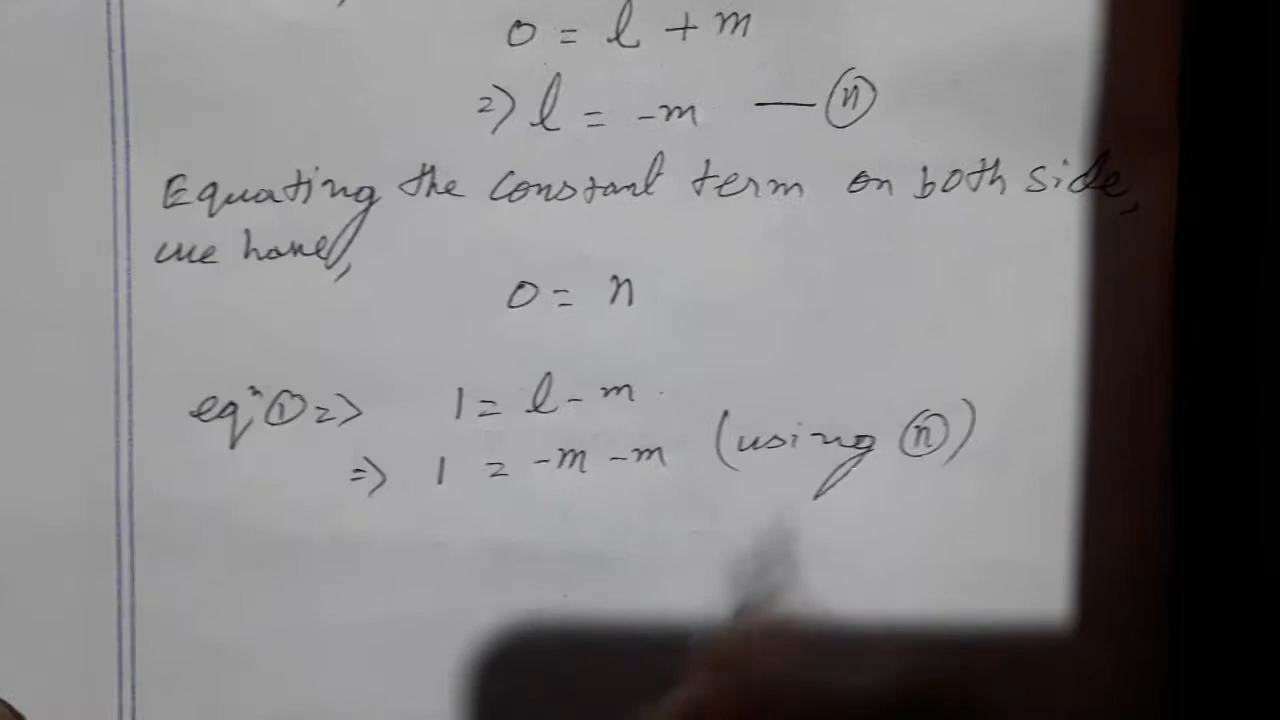 0 = l + m
=> l = -m — (ii)
Equating the constant term on both side,
we have,
0 = n
eqⁿ (i) => 1 = l - m.
=> 1 = -m - m (using (ii))